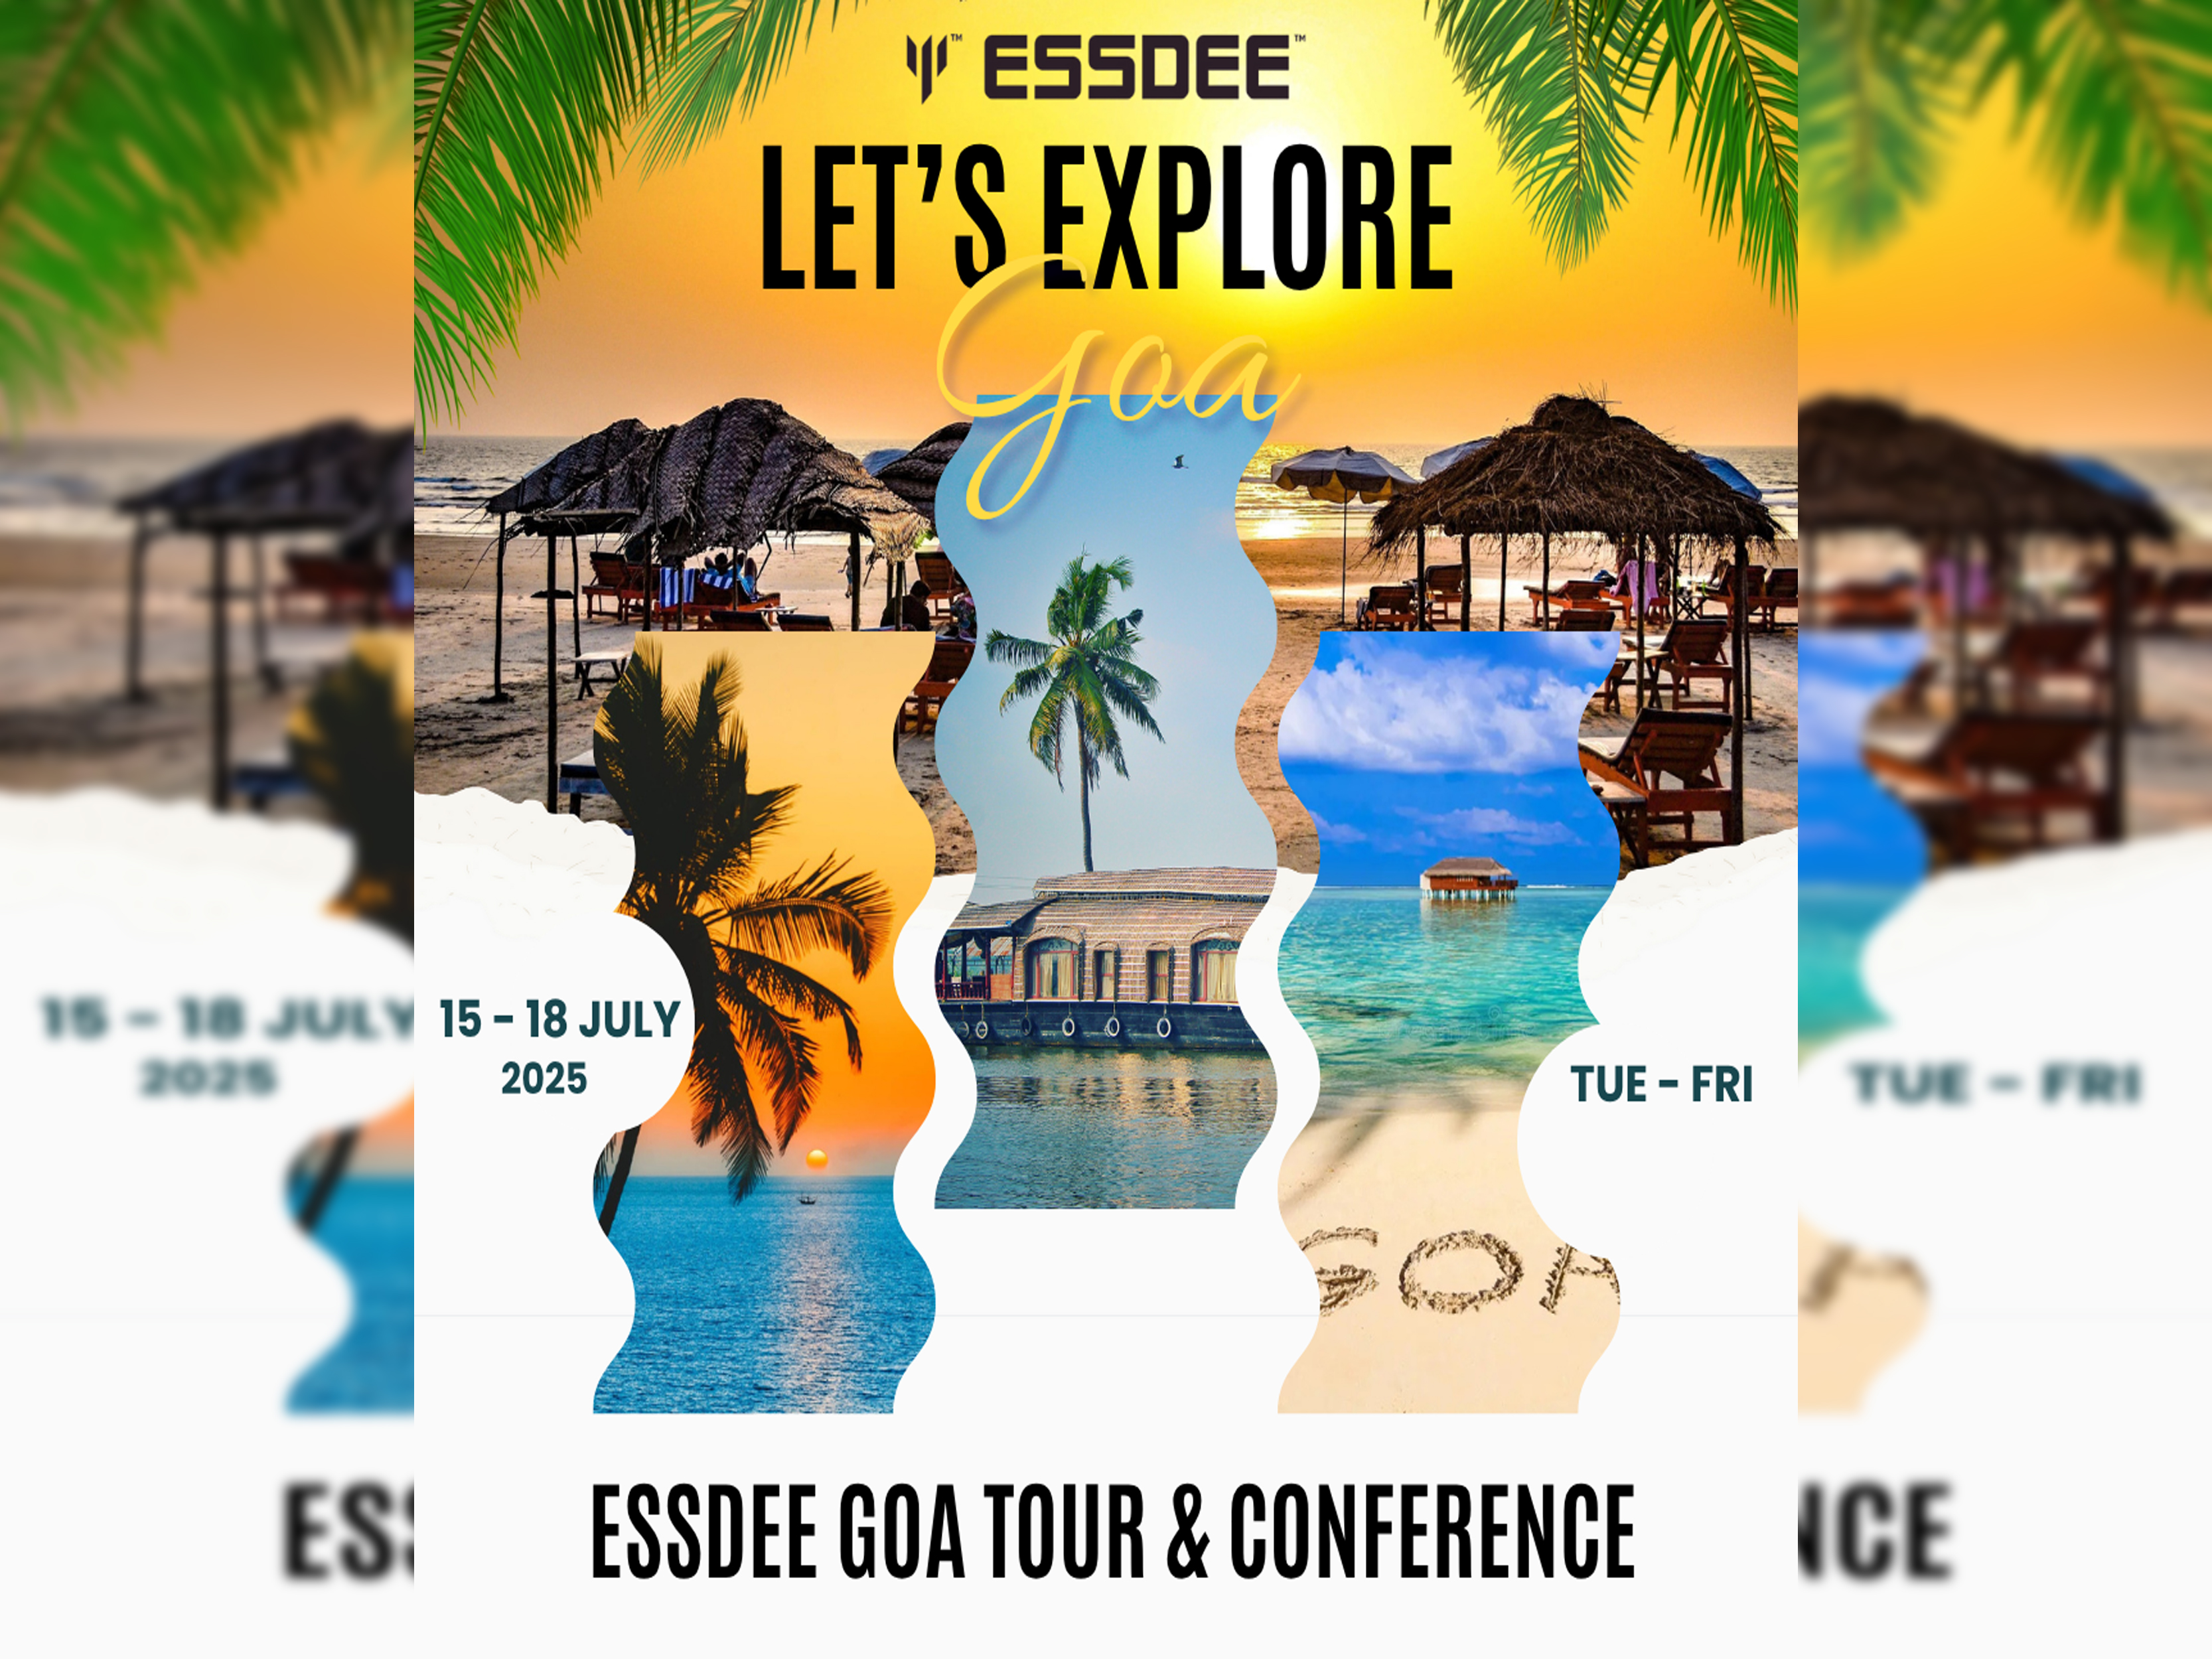 ESSDEE
LET'S EXPLORE
Goa
15 - 18 JULY
2025
TUE - FRI
GOA
ESSDEE GOA TOUR & CONFERENCE